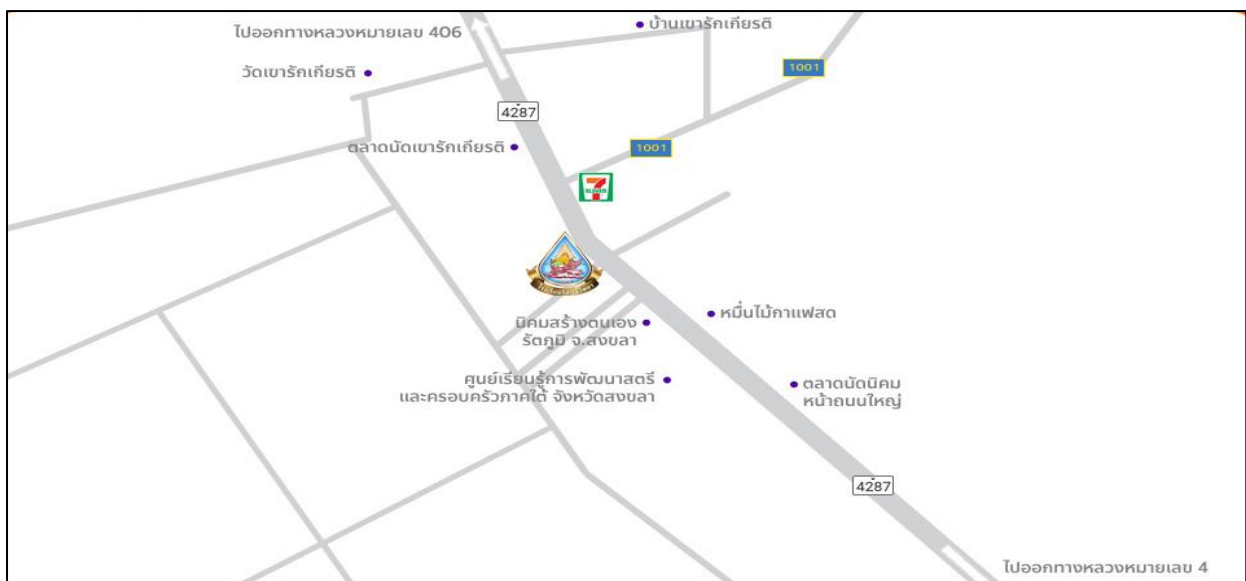 ไปออกทางหลวงหมายเลข 406
บ้านเขารักเกียรติ
วัดเขารักเกียรติ
1001
4287
ตลาดนัดเขารักเกียรติ
1001
7
ELEVEn
หมื่นไม้กาแฟสด
นิคมสร้างตนเอง
รัตภูมิ จ.สงขลา
ศูนย์เรียนรู้การพัฒนาสตรี
และครอบครัวภาคใต้ จังหวัดสงขลา
ตลาดนัดนิคม
หน้าถนนใหญ่
4287
ไปออกทางหลวงหมายเลข 4